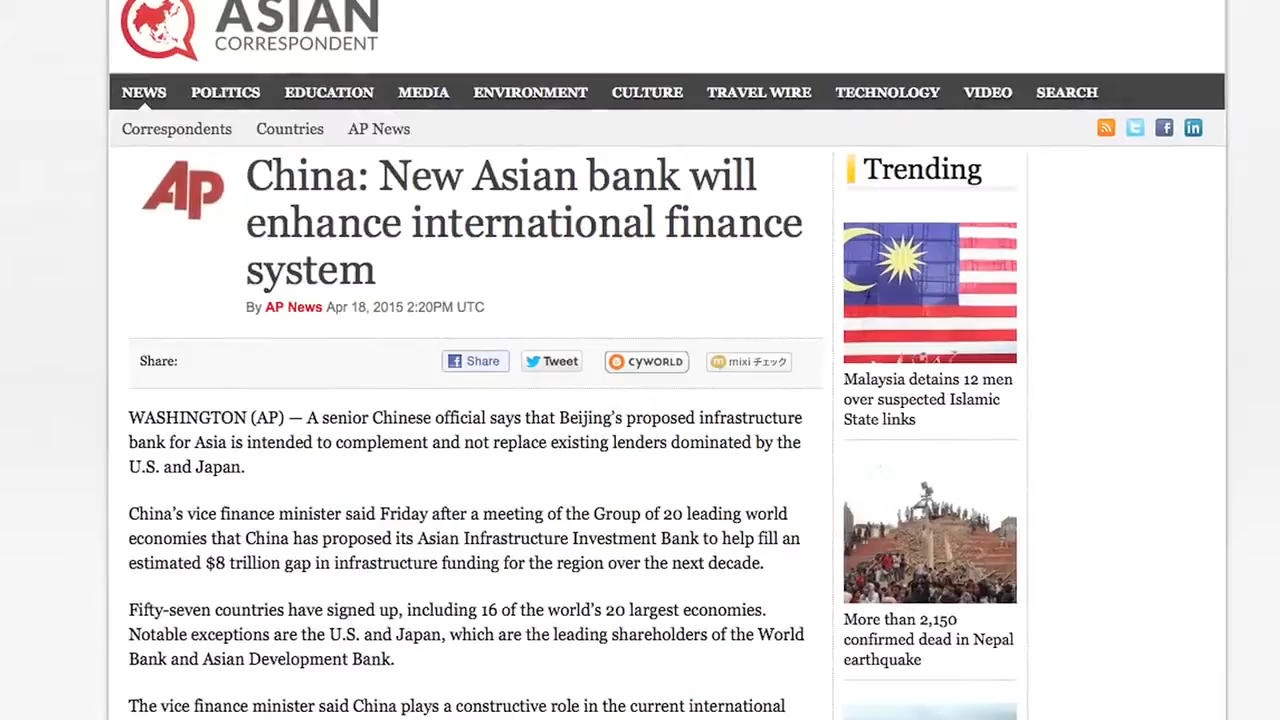 ASIAN
CORRESPONDENT
NEWS POLITICS EDUCATION MEDIA ENVIRONMENT CULTURE TRAVEL WIRE TECHNOLOGY VIDEO SEARCH
Correspondents Countries AP News
AP
China: New Asian bank will
enhance international finance
system
By AP News Apr 18, 2015 2:20PM UTC
Share:
Share
Tweet
CYWORLD
mixi チェック
WASHINGTON (AP) — A senior Chinese official says that Beijing's proposed infrastructure
bank for Asia is intended to complement and not replace existing lenders dominated by the
U.S. and Japan.
China's vice finance minister said Friday after a meeting of the Group of 20 leading world
economies that China has proposed its Asian Infrastructure Investment Bank to help fill an
estimated $8 trillion gap in infrastructure funding for the region over the next decade.
Fifty-seven countries have signed up, including 16 of the world's 20 largest economies.
Notable exceptions are the U.S. and Japan, which are the leading shareholders of the World
Bank and Asian Development Bank.
The vice finance minister said China plays a constructive role in the current international
Trending
Malaysia detains 12 men
over suspected Islamic
State links
More than 2,150
confirmed dead in Nepal
earthquake